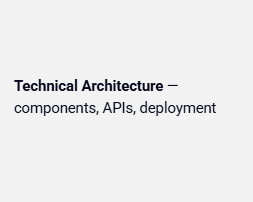 Technical Architecture —
components, APIs, deployment